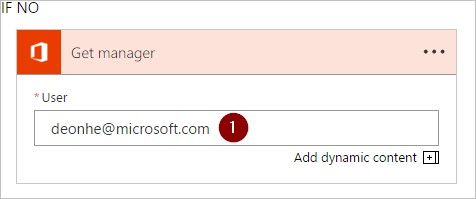 IF NO
Get manager
* User
deonhe@microsoft.com 1
Add dynamic content